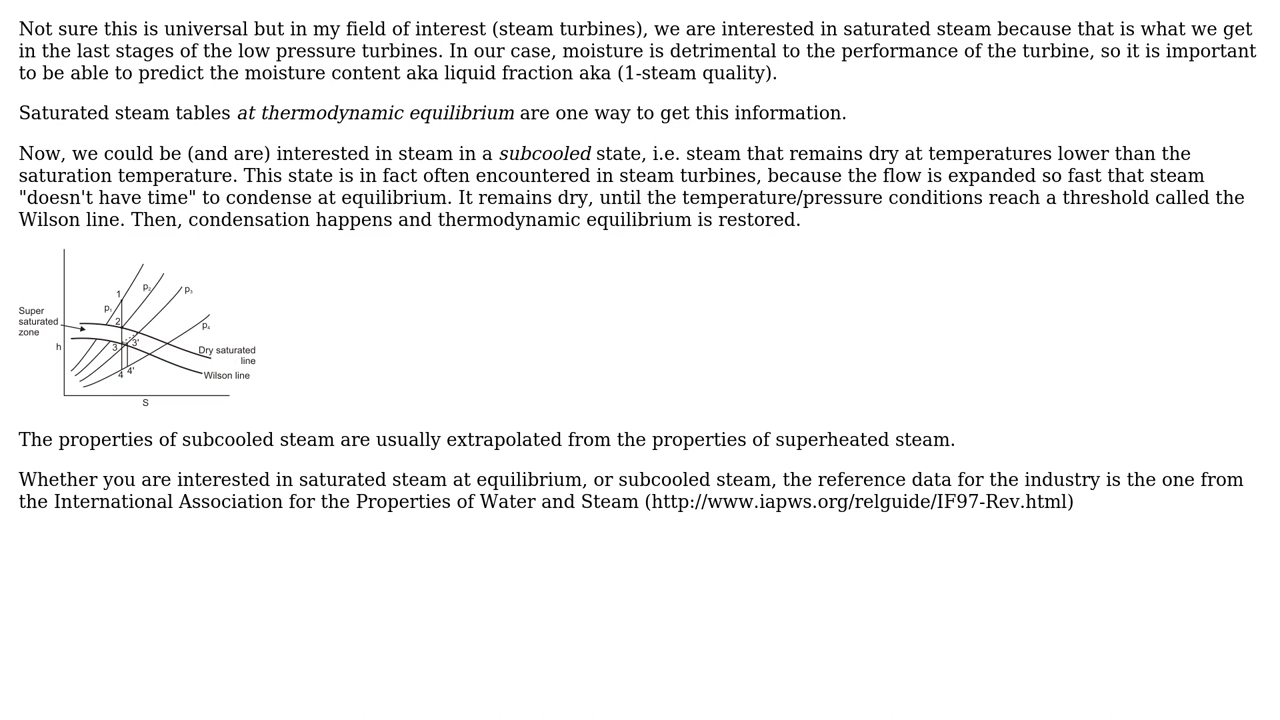 Not sure this is universal but in my field of interest (steam turbines), we are interested in saturated steam because that is what we get
in the last stages of the low pressure turbines. In our case, moisture is detrimental to the performance of the turbine, so it is important
to be able to predict the moisture content aka liquid fraction aka (1-steam quality).
Saturated steam tables at thermodynamic equilibrium are one way to get this information.
Now, we could be (and are) interested in steam in a subcooled state, i.e. steam that remains dry at temperatures lower than the
saturation temperature. This state is in fact often encountered in steam turbines, because the flow is expanded so fast that steam
"doesn't have time" to condense at equilibrium. It remains dry, until the temperature/pressure conditions reach a threshold called the
Wilson line. Then, condensation happens and thermodynamic equilibrium is restored.
1
p₂
p₃
p₁
Super
saturated
zone
2
p₄
h
3
3'
Dry saturated
line
4
4'
Wilson line
S
The properties of subcooled steam are usually extrapolated from the properties of superheated steam.
Whether you are interested in saturated steam at equilibrium, or subcooled steam, the reference data for the industry is the one from
the International Association for the Properties of Water and Steam (http://www.iapws.org/relguide/IF97-Rev.html)